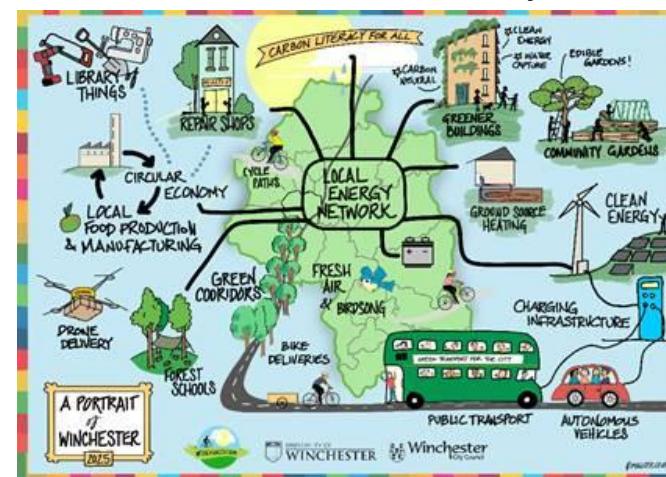 CARBON LITERACY FOR ALL
LIBRARY of
THINGS
REPAIR SHOPS
CYCLE
PATHS
CARBON
NEUTRAL
CLEAN
ENERGY
WATER
CAPTURE
GREENER
BUILDINGS
EDIBLE
GARDENS!
COMMUNITY GARDENS
CIRCULAR
ECONOMY
LOCAL
FOOD PRODUCTION
& MANUFACTURING
LOCAL
ENERGY
NETWORK
GROUND SOURCE
HEATING
CLEAN
ENERGY
GREEN
COORIDORS
FRESH
AIR
& BIRDSONG
CHARGING
INFRASTRUCTURE
DRONE
DELIVERY
FOREST
SCHOOLS
BIKE
DELIVERIES
GREEN TRANSPORT FOR THE CITY
PUBLIC TRANSPORT
AUTONOMOUS
VEHICLES
A PORTRAIT
of
WINCHESTER
2025
UNIVERSITY OF
WINCHESTER
Winchester
City Council